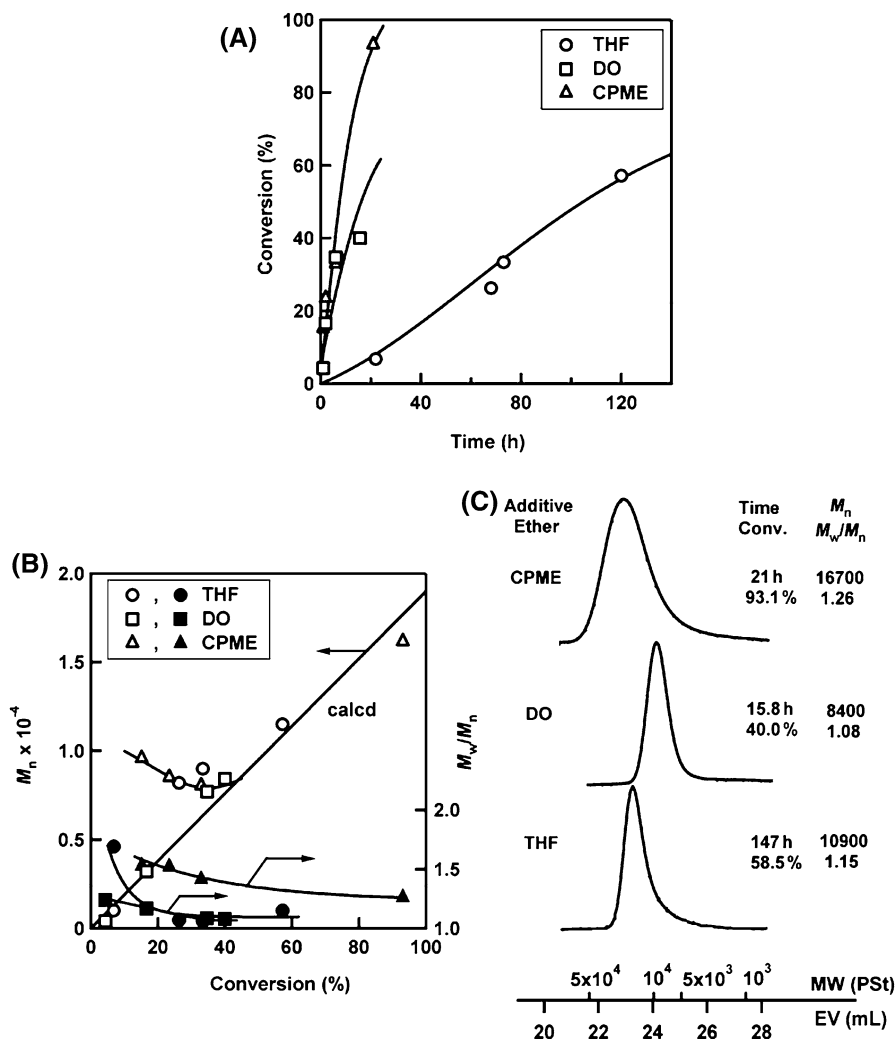 (A)
THF
DO
CPME
100
80
60
40
20
0
Conversion (%)
0 40 80 120
Time (h)
(B)
, THF
, DO
, CPME
calcd
2.0
1.5
1.0
0.5
0
Mn x 10-4
2.0
1.5
1.0
Mw/Mn
0 20 40 60 80 100
Conversion (%)
(C)
Additive Time Mn
Ether Conv. Mw/Mn
CPME 21 h 16700
93.1 % 1.26
DO 15.8 h 8400
40.0 % 1.08
THF 147 h 10900
58.5 % 1.15
5x10⁴ 10⁴ 5x10³ 10³ MW (PSt)
20 22 24 26 28 EV (mL)